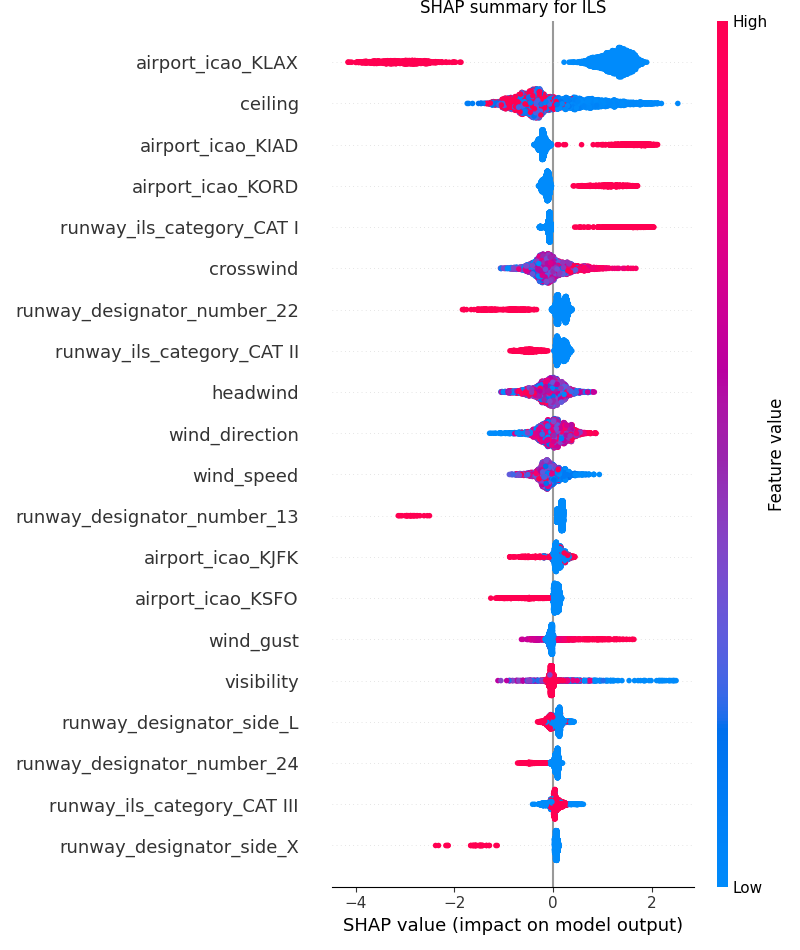 SHAP summary for ILS
High
airport_icao_KLAX
ceiling
airport_icao_KIAD
airport_icao_KORD
runway_ils_category_CAT I
crosswind
runway_designator_number_22
runway_ils_category_CAT II
headwind
wind_direction
wind_speed
runway_designator_number_13
airport_icao_KJFK
airport_icao_KSFO
wind_gust
visibility
runway_designator_side_L
runway_designator_number_24
runway_ils_category_CAT III
runway_designator_side_X
Feature value
Low
−4 −2 0 2
SHAP value (impact on model output)